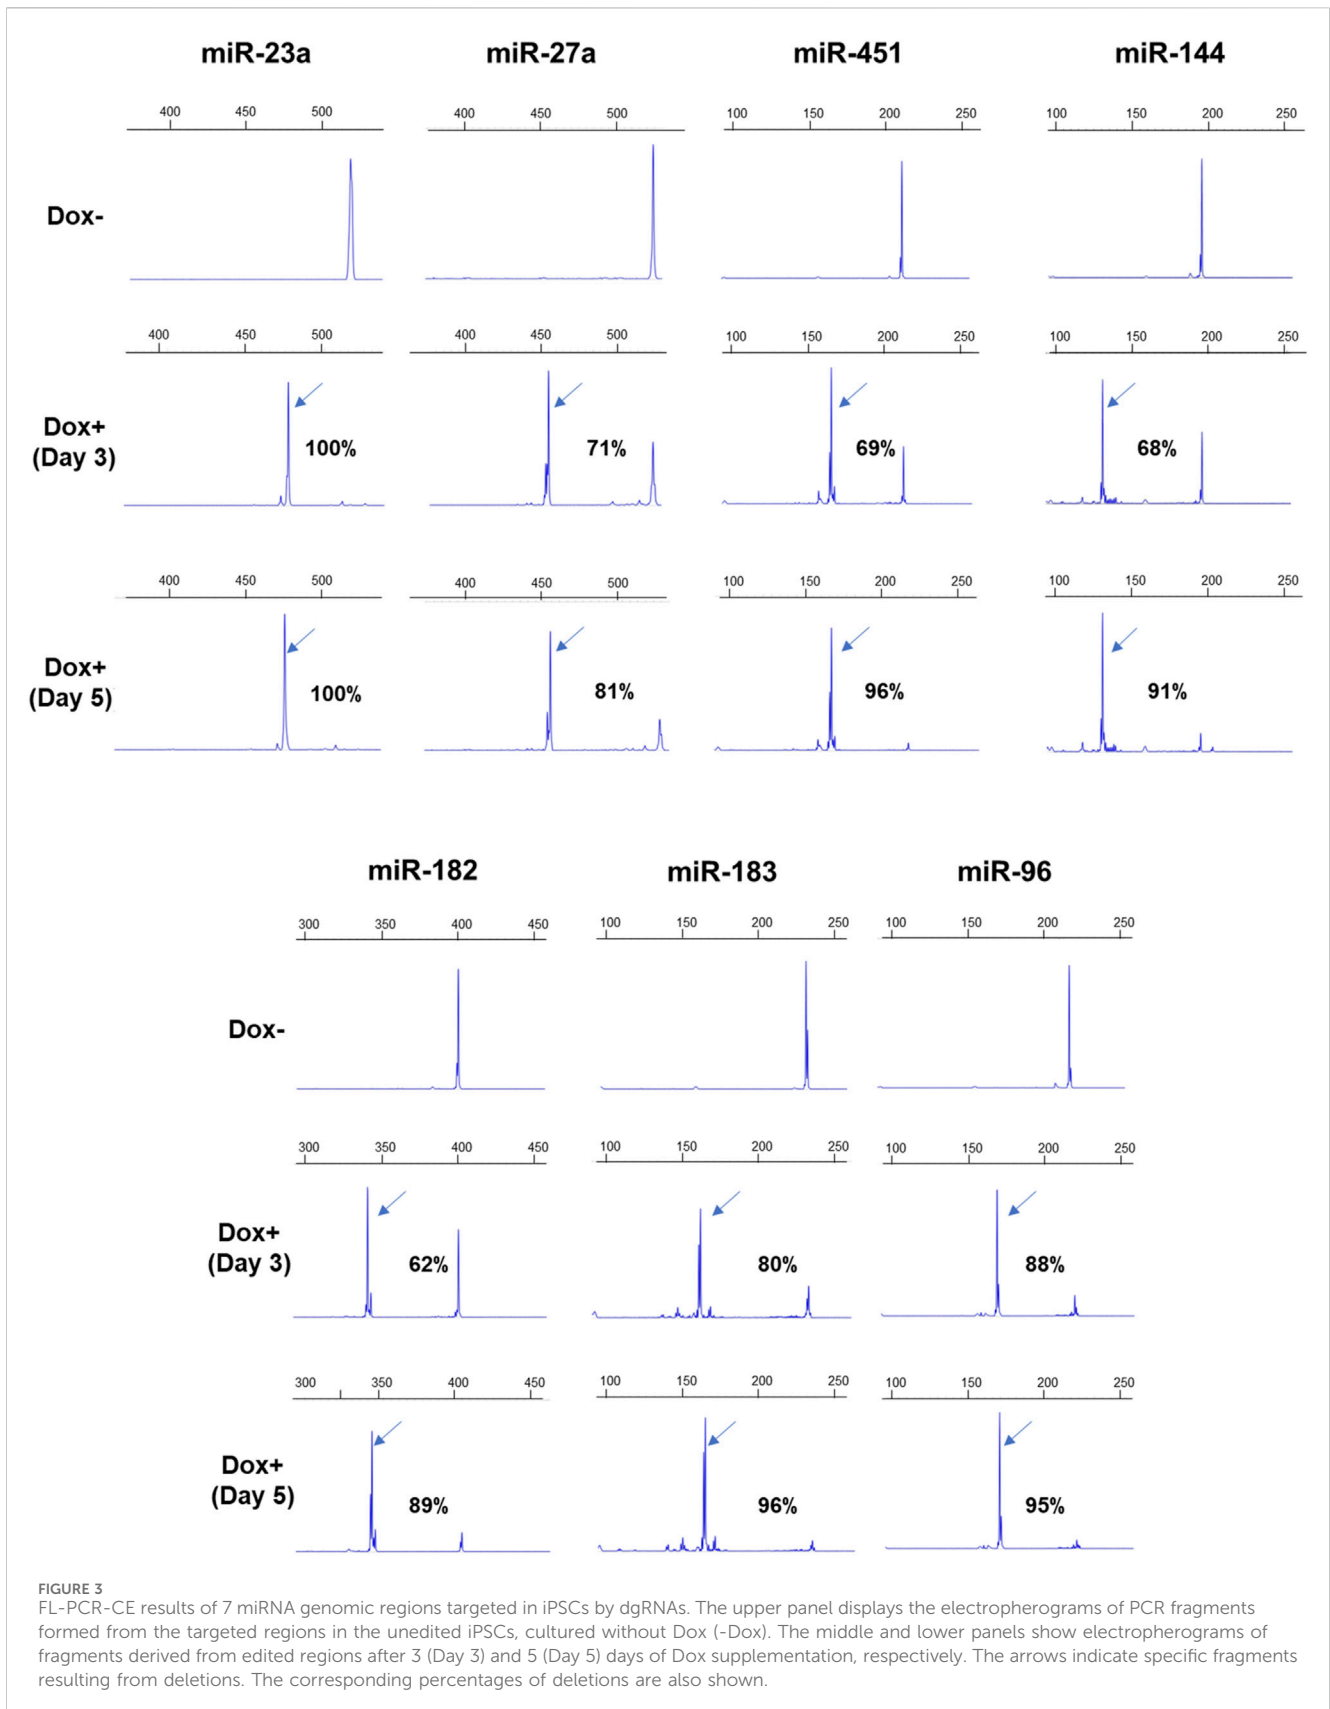 miR-23a miR-27a miR-451 miR-144
400 450 500 400 450 500 100 150 200 250 100 150 200 250
Dox-
400 450 500 400 450 500 100 150 200 250 100 150 200 250
Dox+
(Day 3)
100% 71% 69% 68%
400 450 500 400 450 500 100 150 200 250 100 150 200 250
Dox+
(Day 5)
100% 81% 96% 91%
miR-182 miR-183 miR-96
300 350 400 450 100 150 200 250 100 150 200 250
Dox-
300 350 400 450 100 150 200 250 100 150 200 250
Dox+
(Day 3)
62% 80% 88%
300 350 400 450 100 150 200 250 100 150 200 250
Dox+
(Day 5)
89% 96% 95%
FIGURE 3
FL-PCR-CE results of 7 miRNA genomic regions targeted in iPSCs by dgRNAs. The upper panel displays the electropherograms of PCR fragments
formed from the targeted regions in the unedited iPSCs, cultured without Dox (-Dox). The middle and lower panels show electropherograms of
fragments derived from edited regions after 3 (Day 3) and 5 (Day 5) days of Dox supplementation, respectively. The arrows indicate specific fragments
resulting from deletions. The corresponding percentages of deletions are also shown.